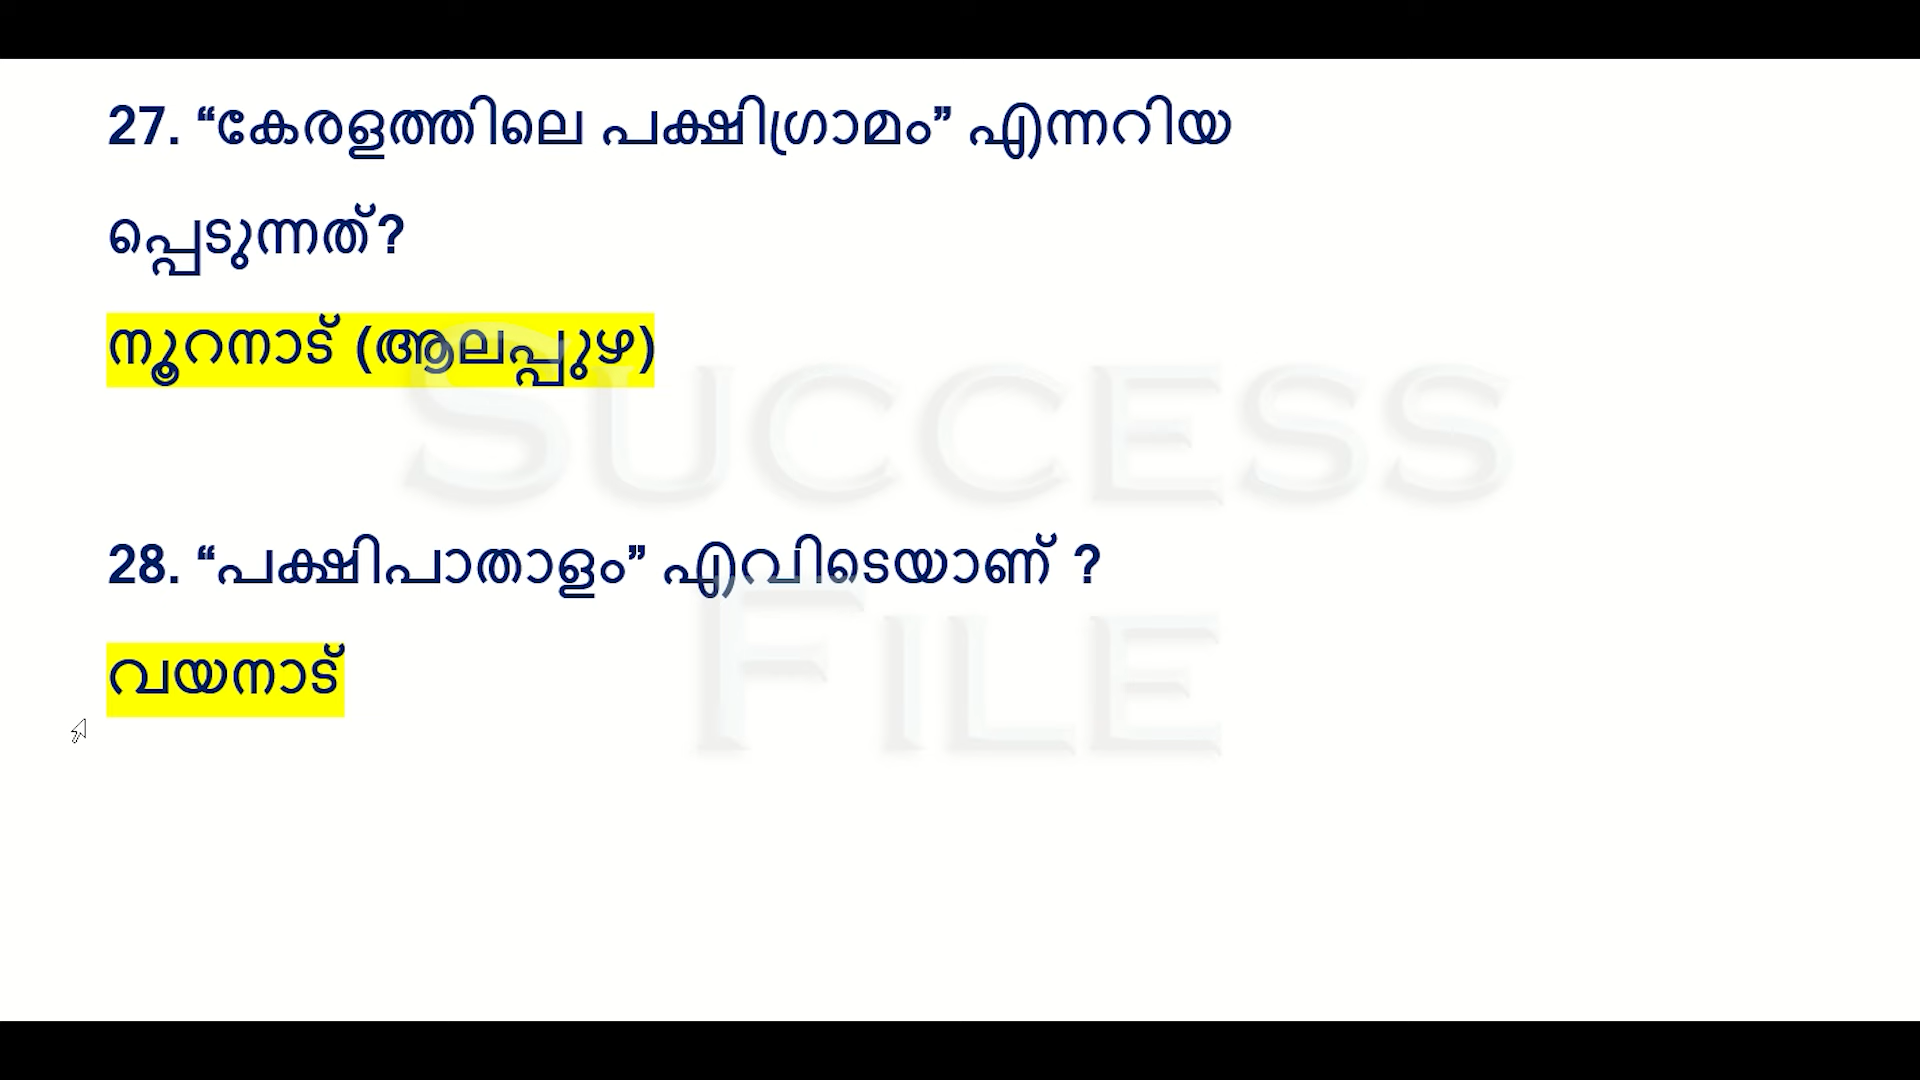 27. “കേരളത്തിലെ പക്ഷിഗ്രാമം” എന്നറിയ
പ്പെടുന്നത്?
നൂറനാട് (ആലപ്പുഴ)
SUCCESS
28. “പക്ഷിപാതാളം” എവിടെയാണ് ?
FILE
വയനാട്